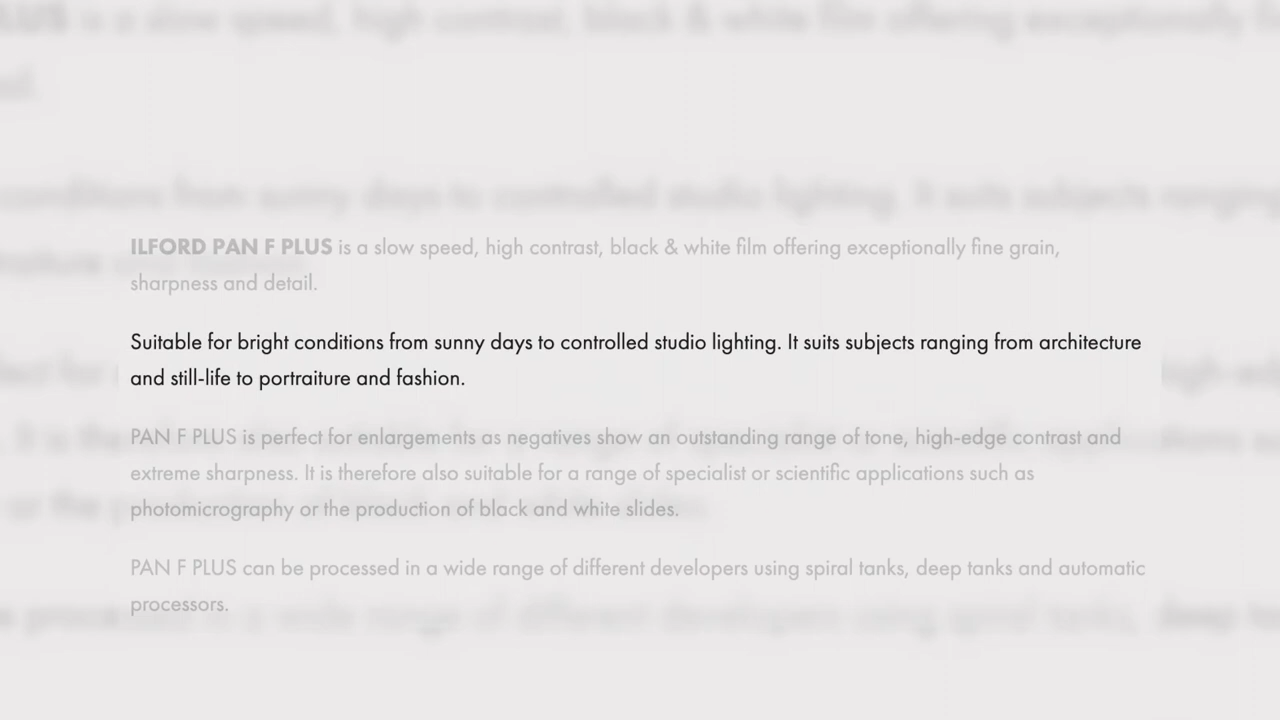 ILFORD PAN F PLUS is a slow speed, high contrast, black & white film offering exceptionally fine grain,
sharpness and detail.
Suitable for bright conditions from sunny days to controlled studio lighting. It suits subjects ranging from architecture
and still-life to portraiture and fashion.
PAN F PLUS is perfect for enlargements as negatives show an outstanding range of tone, high-edge contrast and
extreme sharpness. It is therefore also suitable for a range of specialist or scientific applications such as
photomicrography or the production of black and white slides.
PAN F PLUS can be processed in a wide range of different developers using spiral tanks, deep tanks and automatic
processors.